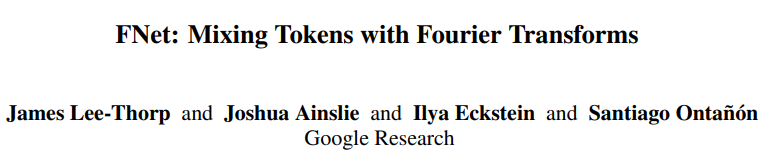 FNet: Mixing Tokens with Fourier Transforms
James Lee-Thorp and Joshua Ainslie and Ilya Eckstein and Santiago Ontañón
Google Research